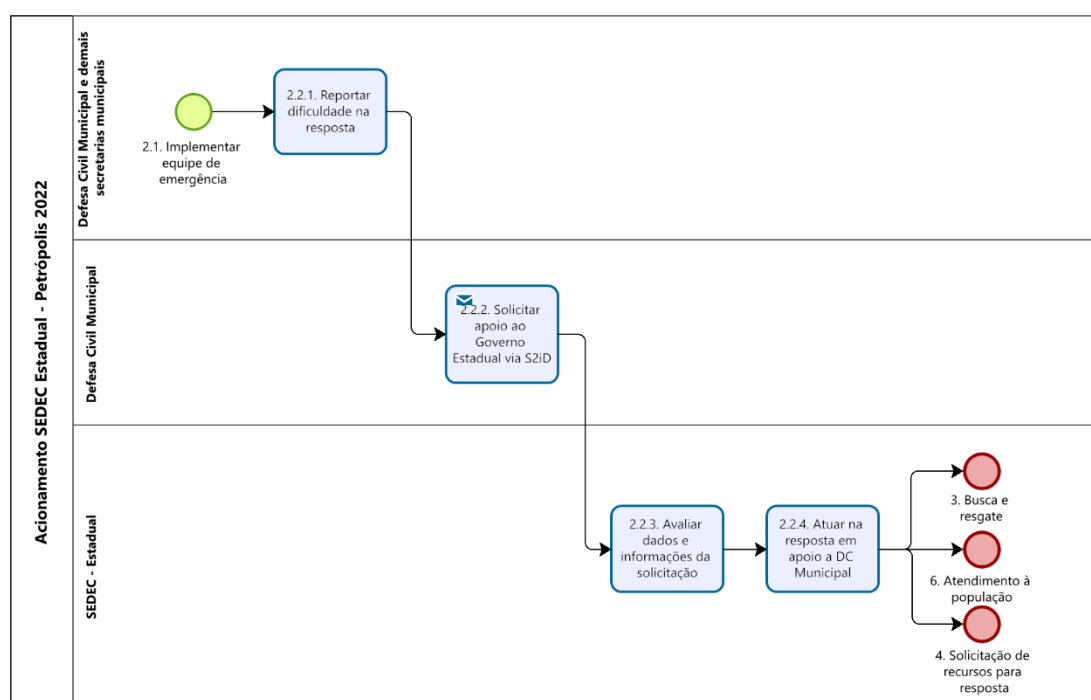 Acionamento SEDEC Estadual - Petrópolis 2022
Defesa Civil Municipal e demais
secretarias municipais
2.1. Implementar
equipe de
emergência
2.2.1. Reportar
dificuldade na
resposta
Defesa Civil Municipal
2.2.2. Solicitar
apoio ao
Governo
Estadual via S2iD
SEDEC - Estadual
2.2.3. Avaliar
dados e
informações da
solicitação
2.2.4. Atuar na
resposta em
apoio a DC
Municipal
3. Busca e
resgate
6. Atendimento à
população
4. Solicitação de
recursos para
resposta